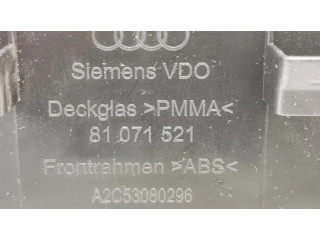 Siemens VDO
Deckglas >PMMA<
81 071 521
Frontrahmen >ABS<
A2C53080296